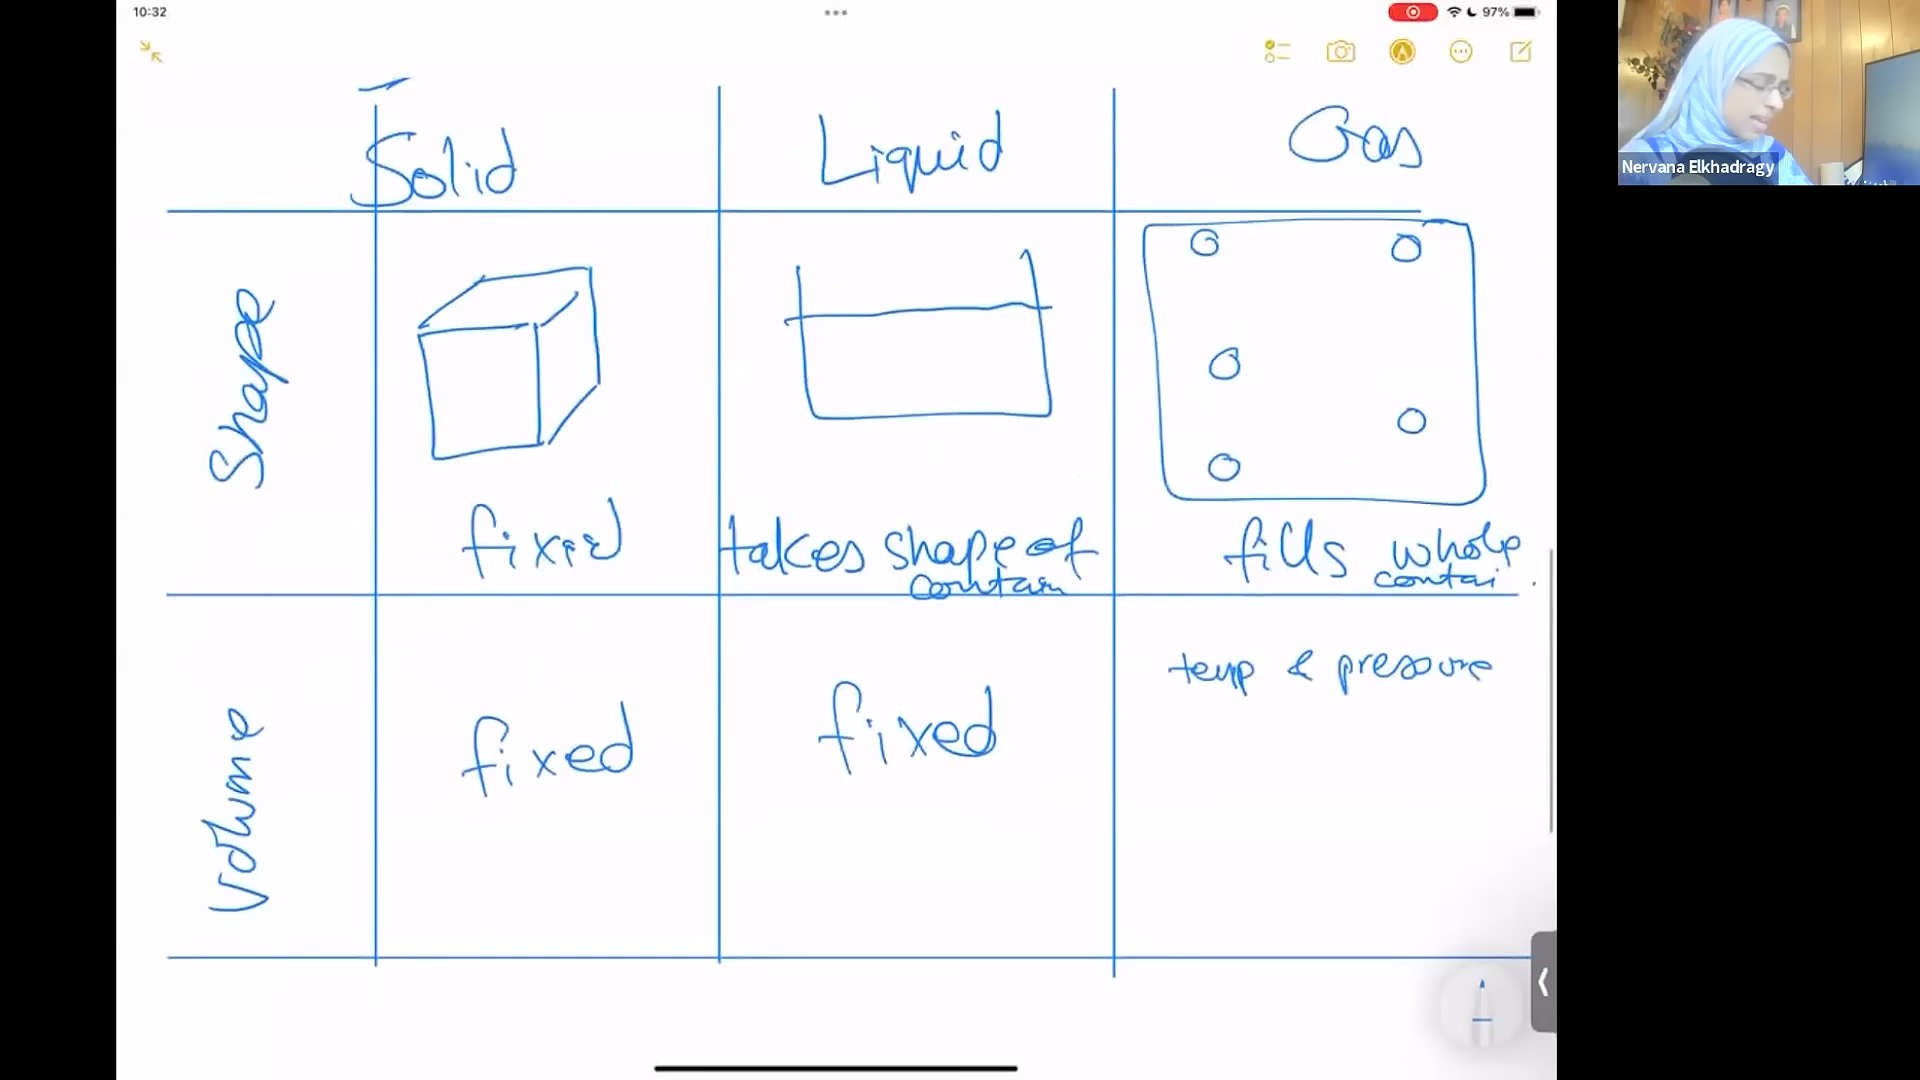 10:32
97%
Nervana Elkhadragy
Solid Liquid Gas
Shape
fixed takes shape of fills whole
contain contai
temp & pressure
Volume fixed fixed